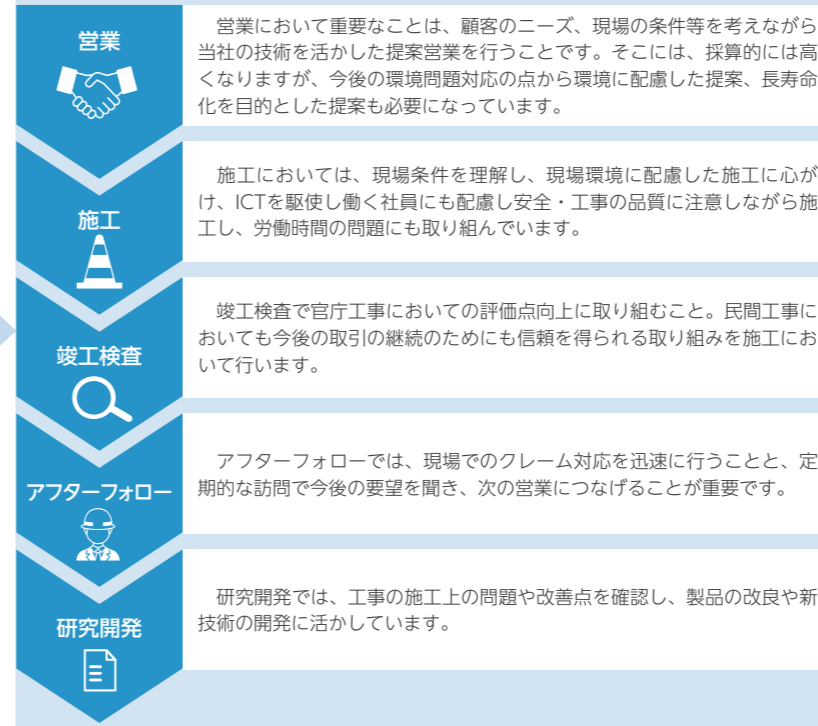 営業
営業において重要なことは、顧客のニーズ、現場の条件等を考えながら
当社の技術を活かした提案営業を行うことです。そこには、採算的には高
くなりますが、今後の環境問題対応の点から環境に配慮した提案、長寿命
化を目的とした提案も必要になっています。
施工
施工においては、現場条件を理解し、現場環境に配慮した施工に心が
け、ICTを駆使し働く社員にも配慮し安全・工事の品質に注意しながら施
工し、労働時間の問題にも取り組んでいます。
竣工検査
竣工検査で官庁工事においての評価点向上に取り組むこと。民間工事に
おいても今後の取引の継続のためにも信頼を得られる取り組みを施工にお
いて行います。
アフターフォロー
アフターフォローでは、現場でのクレーム対応を迅速に行うことと、定
期的な訪問で今後の要望を聞き、次の営業につなげることが重要です。
研究開発
研究開発では、工事の施工上の問題や改善点を確認し、製品の改良や新
技術の開発に活かしています。